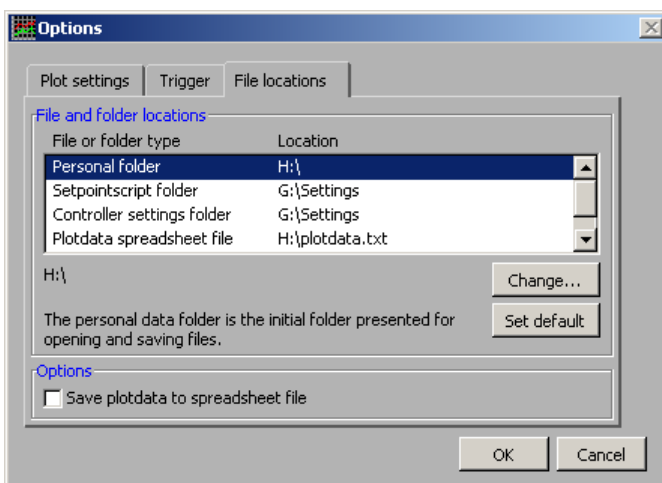 Options
Plot settings Trigger File locations
File and folder locations
File or folder type Location
Personal folder H:\
Setpointscript folder G:\Settings
Controller settings folder G:\Settings
Plotdata spreadsheet file H:\plotdata.txt
H:\
Change...
The personal data folder is the initial folder presented for
opening and saving files.
Set default
Options
Save plotdata to spreadsheet file
OK Cancel